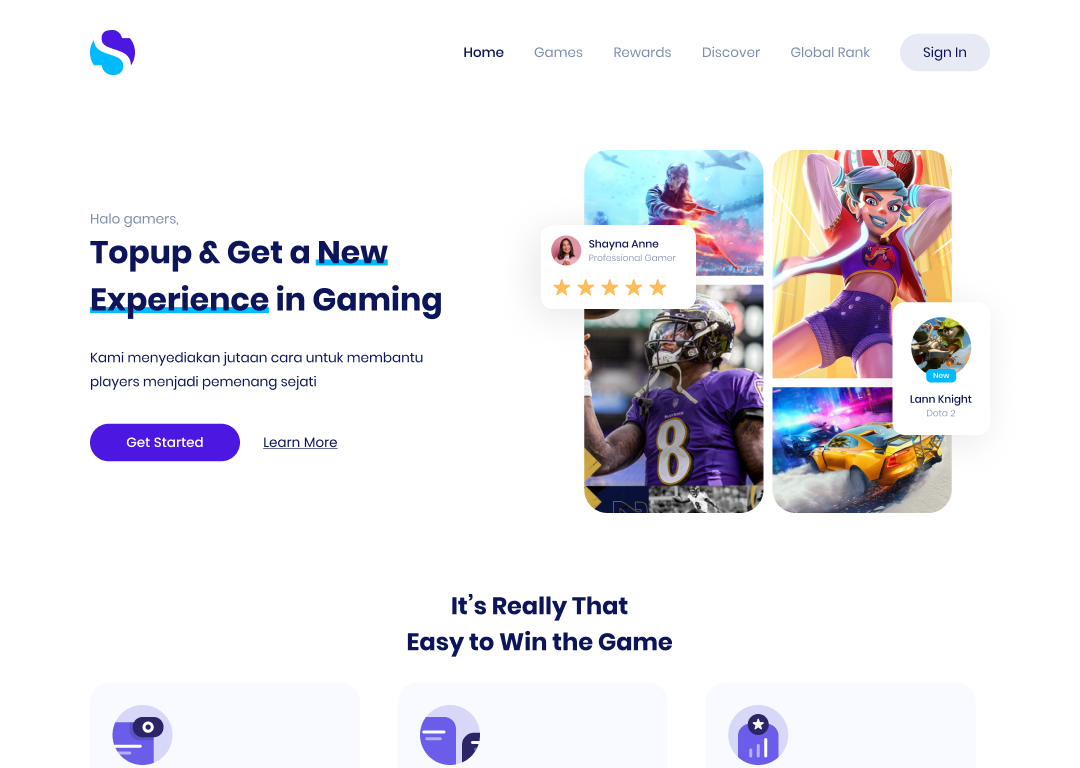 Home
Games
Rewards
Discover
Global Rank
Sign In
Halo gamers,
Topup & Get a New
Experience in Gaming
Kami menyediakan jutaan cara untuk membantu
players menjadi pemenang sejati
Get Started
Learn More
Shayna Anne
Professional Gamer
8
New
Lann Knight
Dota 2
It’s Really That
Easy to Win the Game